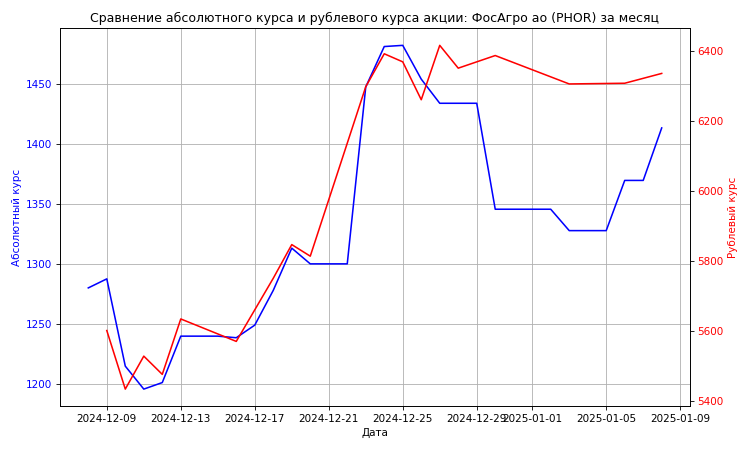 Сравнение абсолютного курса и рублевого курса акции: ФосАгро ао (PHOR) за месяц
Абсолютный курс
1450
1400
1350
1300
1250
1200
6400
6200
6000
5800
5600
5400
Рублевый курс
2024-12-09 2024-12-13 2024-12-17 2024-12-21 2024-12-25 2024-12-29 2025-01-01 2025-01-05 2025-01-09
Дата